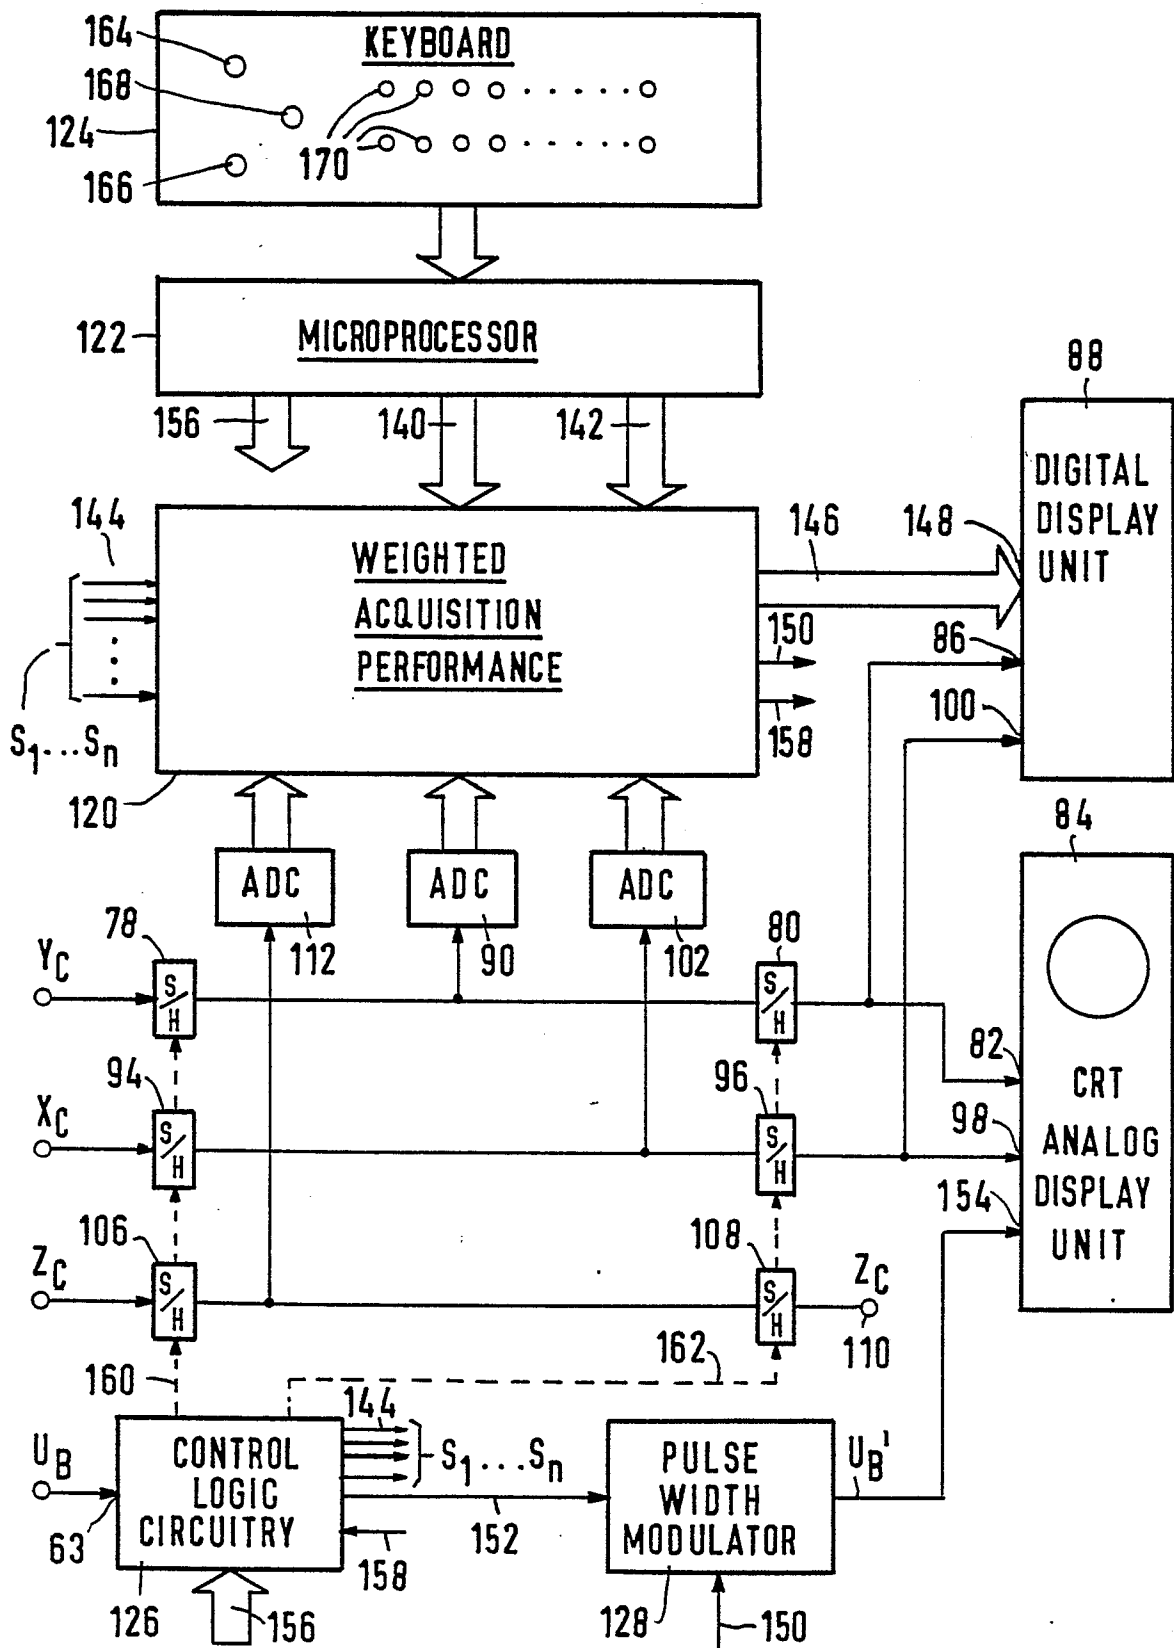 164
KEYBOARD
168
124
170
166
122
MICROPROCESSOR
156
140
142
88
DIGITAL
DISPLAY
UNIT
144
WEIGHTED
ACQUISITION
PERFORMANCE
146
148
150
86
158
100
S1...Sn
120
84
ADC
ADC
ADC
78
112
90
102
80
YC
S/H
S/H
82
94
96
CRT
XC
S/H
S/H
98
ANALOG
DISPLAY
UNIT
154
106
108
ZC
S/H
S/H
ZC
110
160
162
144
UB
CONTROL
LOGIC
CIRCUITRY
S1...Sn
PULSE
WIDTH
MODULATOR
UB'
63
152
158
126
156
128
150